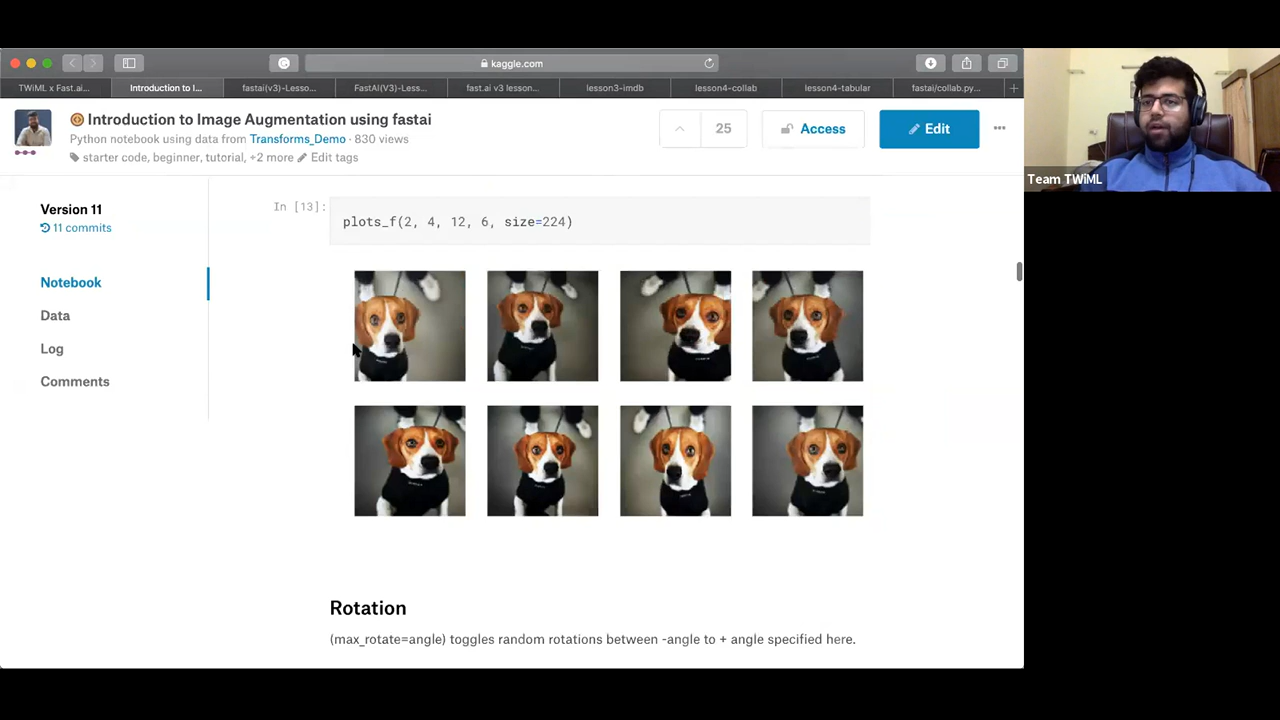 kaggle.com
TWiML x Fast.ai...
Introduction to I...
fastai(v3)-Lesso...
FastAI(V3)-Less...
fast.ai v3 lesson...
lesson3-imdb
lesson4-collab
lesson4-tabular
fastai/collab.py...
Introduction to Image Augmentation using fastai
Python notebook using data from Transforms_Demo · 830 views
starter code, beginner, tutorial, +2 more Edit tags
25
Access
Edit
Team TWiML
Version 11
11 commits
Notebook
Data
Log
Comments
In [13]:
plots_f(2, 4, 12, 6, size=224)
Rotation
(max_rotate=angle) toggles random rotations between -angle to + angle specified here.